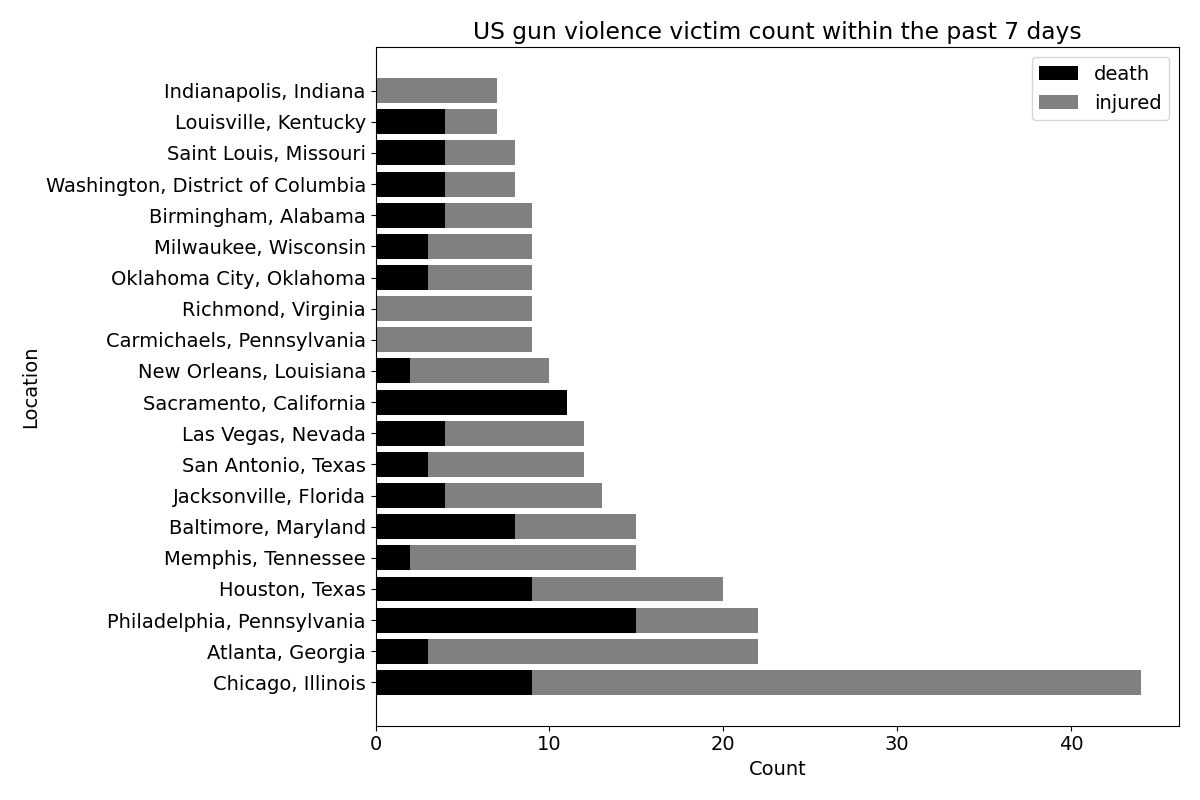 US gun violence victim count within the past 7 days
death
injured
Indianapolis, Indiana
Louisville, Kentucky
Saint Louis, Missouri
Washington, District of Columbia
Birmingham, Alabama
Milwaukee, Wisconsin
Oklahoma City, Oklahoma
Richmond, Virginia
Carmichaels, Pennsylvania
New Orleans, Louisiana
Sacramento, California
Las Vegas, Nevada
San Antonio, Texas
Jacksonville, Florida
Baltimore, Maryland
Memphis, Tennessee
Houston, Texas
Philadelphia, Pennsylvania
Atlanta, Georgia
Chicago, Illinois
Location
0 10 20 30 40
Count